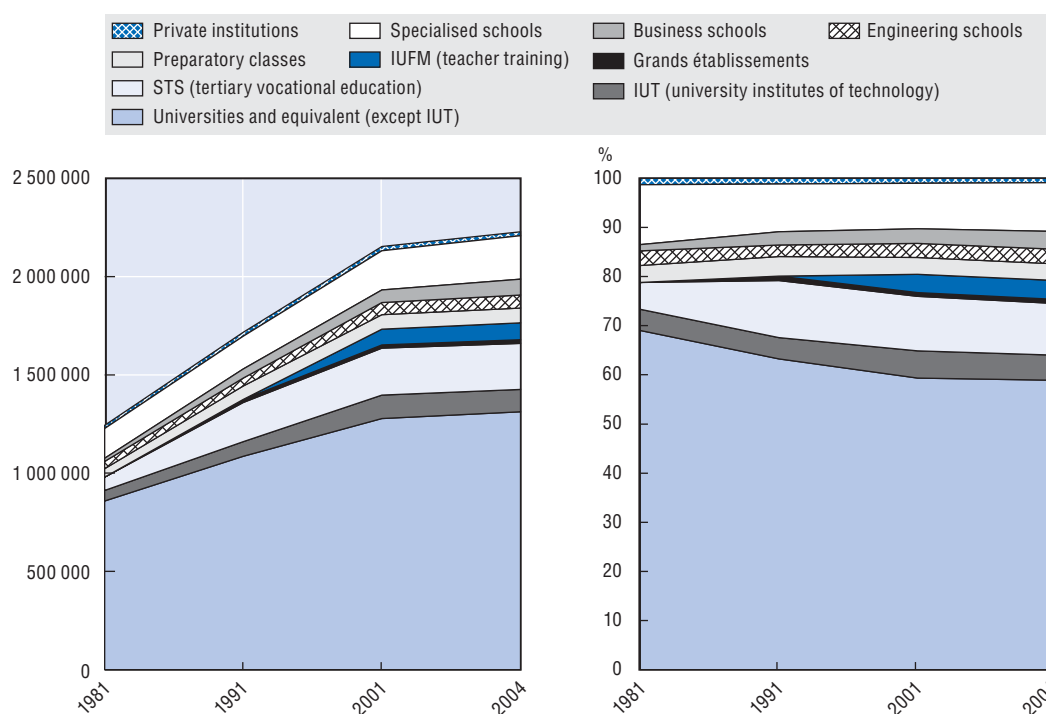 Private institutions Specialised schools Business schools Engineering schools
Preparatory classes IUFM (teacher training) Grands établissements
STS (tertiary vocational education) IUT (university institutes of technology)
Universities and equivalent (except IUT)
2 500 000
2 000 000
1 500 000
1 000 000
500 000
0
1981 1991 2001 2004
%
100
90
80
70
60
50
40
30
20
10
0
1981 1991 2001